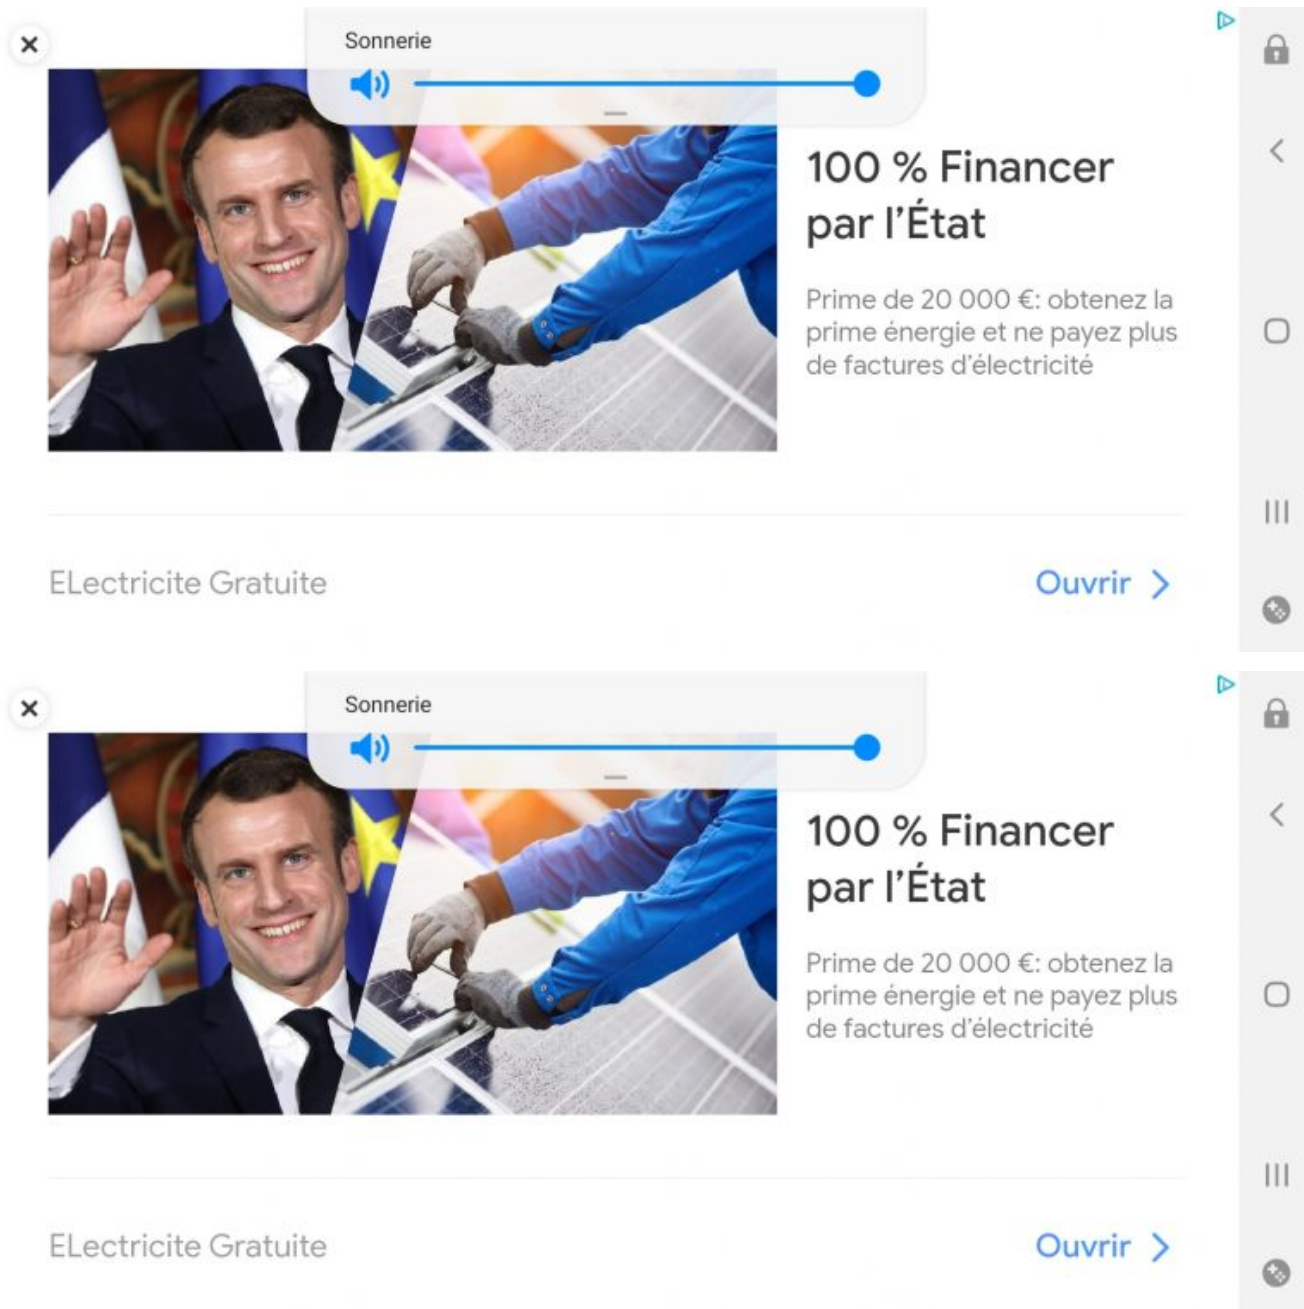 Sonnerie
100 % Financer
par l'État
Prime de 20 000 €: obtenez la
prime énergie et ne payez plus
de factures d'électricité
ELectricite Gratuite
Ouvrir
Sonnerie
100 % Financer
par l'État
Prime de 20 000 €: obtenez la
prime énergie et ne payez plus
de factures d'électricité
ELectricite Gratuite
Ouvrir